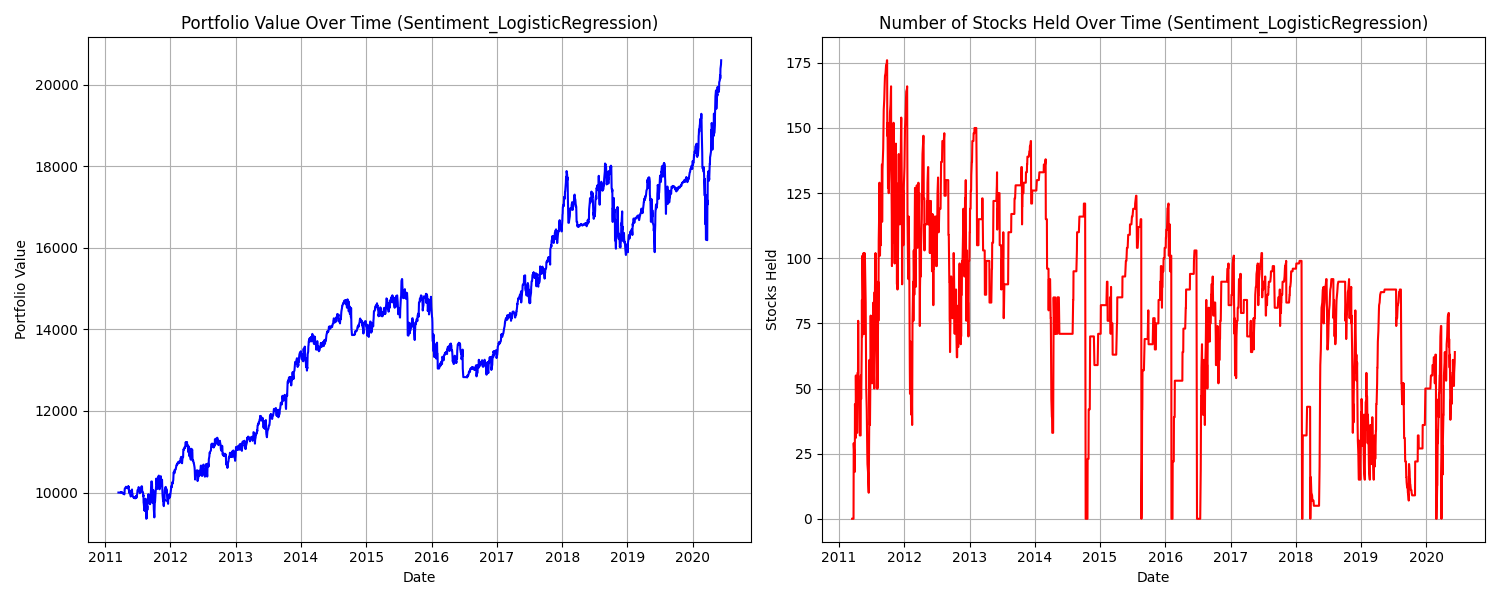 Portfolio Value Over Time (Sentiment_LogisticRegression)
Portfolio Value
20000
18000
16000
14000
12000
10000
2011 2012 2013 2014 2015 2016 2017 2018 2019 2020
Date
Number of Stocks Held Over Time (Sentiment_LogisticRegression)
Stocks Held
175
150
125
100
75
50
25
0
2011 2012 2013 2014 2015 2016 2017 2018 2019 2020
Date